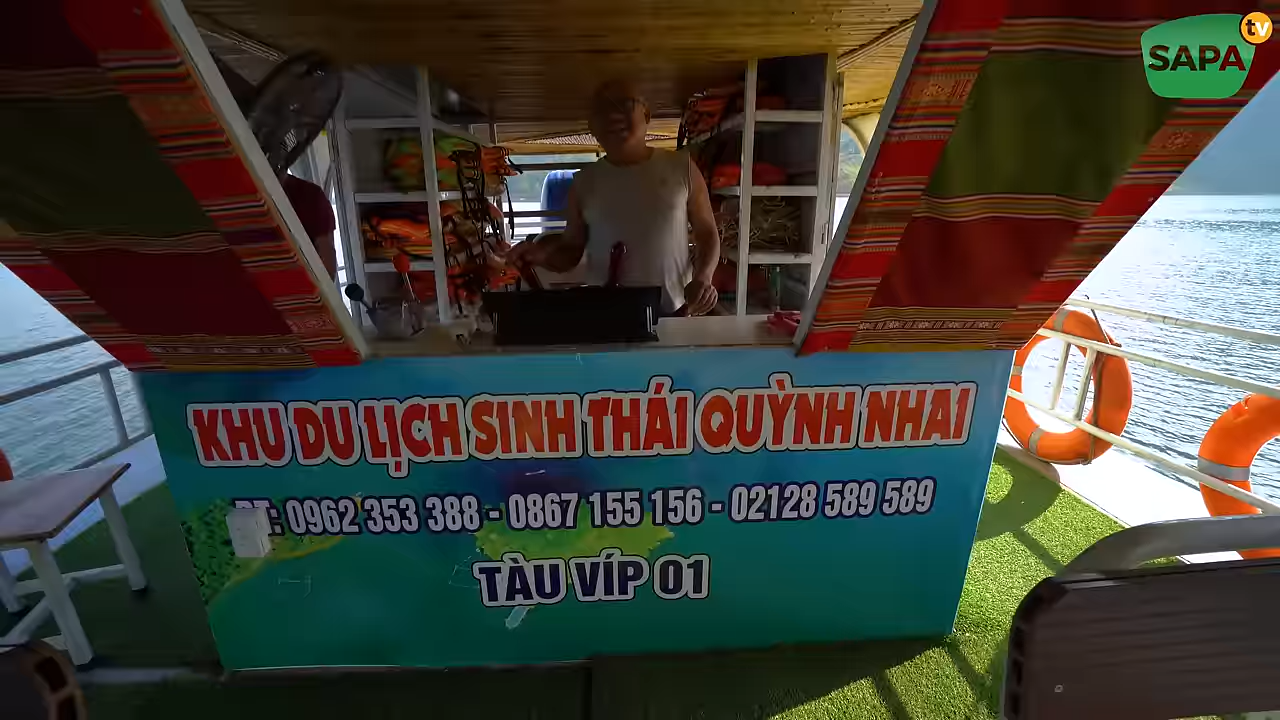 SAPA tv
KHU DU LỊCH SINH THÁI QUỲNH NHAI
ĐT: 0962 353 388 - 0867 155 156 - 02128 589 589
TÀU VÍP 01